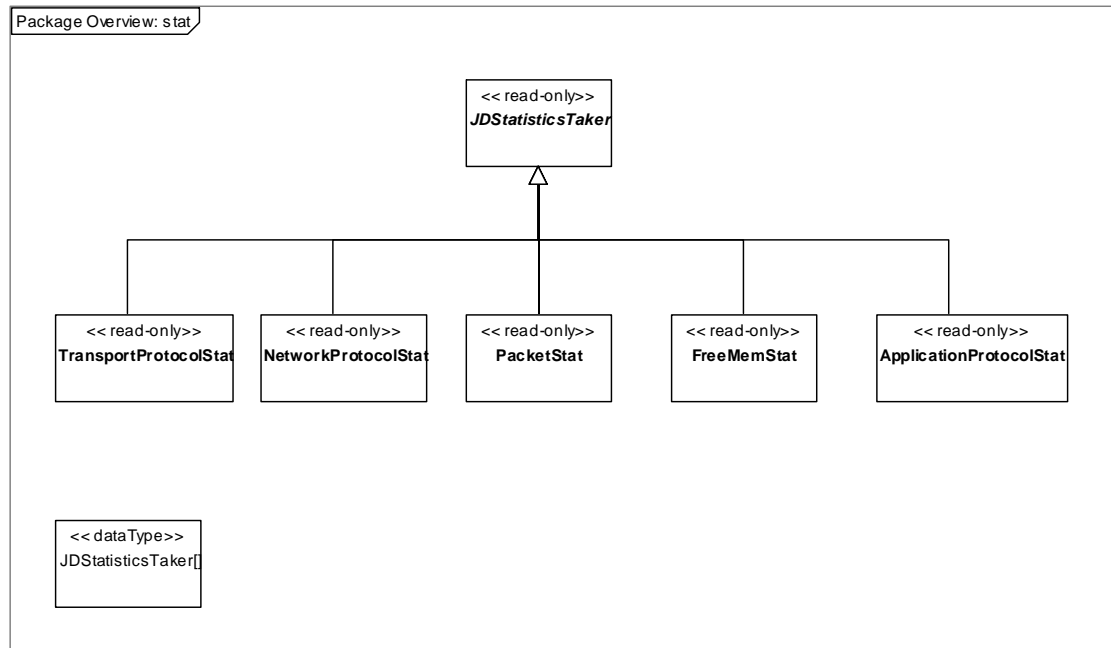 Package Overview: stat
<< read-only>>
JDStatisticsTaker
<< read-only>>
TransportProtocolStat
<< read-only>>
NetworkProtocolStat
<< read-only>>
PacketStat
<< read-only>>
FreeMemStat
<< read-only>>
ApplicationProtocolStat
<< dataType>>
JDStatisticsTaker[]